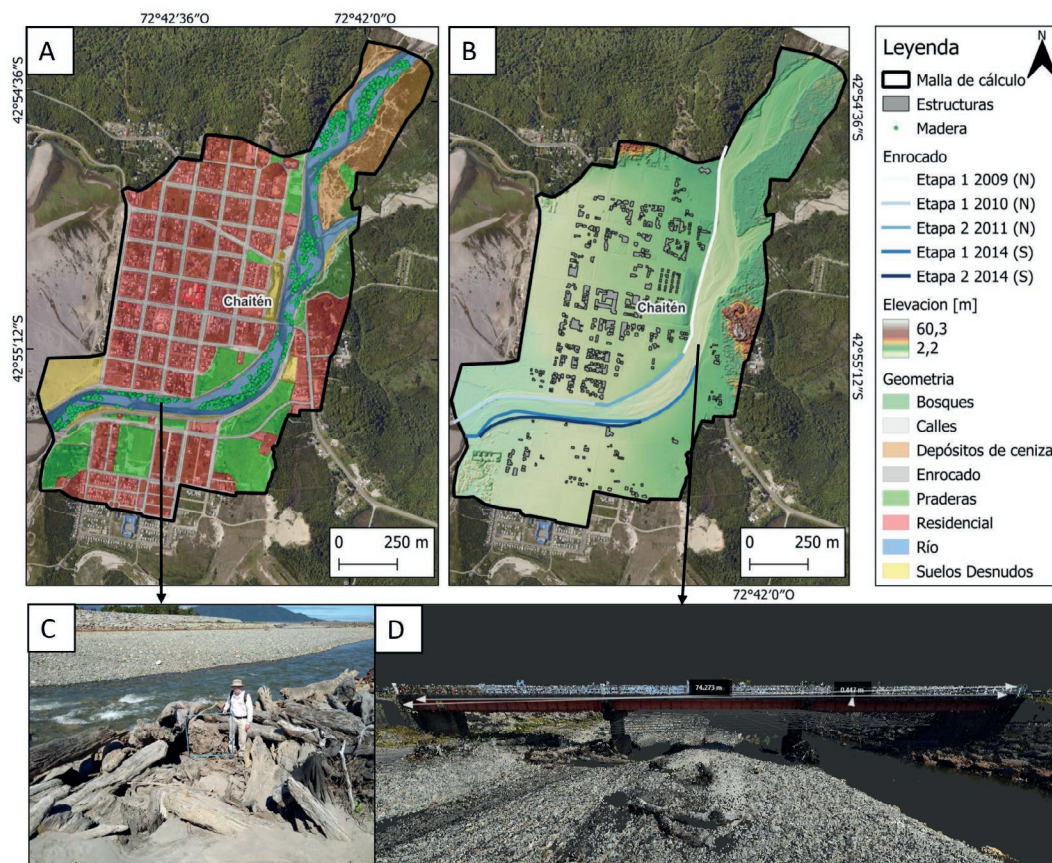 72°42'36"O
72°42'0"O
A
B
42°54'36"S
42°55'12"S
Chaitén
0 250 m
Chaitén
0 250 m
42°54'36"S
42°55'12"S
72°42'0"O
N
Leyenda
Malla de cálculo
Estructuras
Madera
Enrocado
Etapa 1 2009 (N)
Etapa 1 2010 (N)
Etapa 2 2011 (N)
Etapa 1 2014 (S)
Etapa 2 2014 (S)
Elevacion [m]
60,3
2,2
Geometria
Bosques
Calles
Depósitos de ceniza
Enrocado
Praderas
Residencial
Río
Suelos Desnudos
C
D
74.273 m
0.443 m